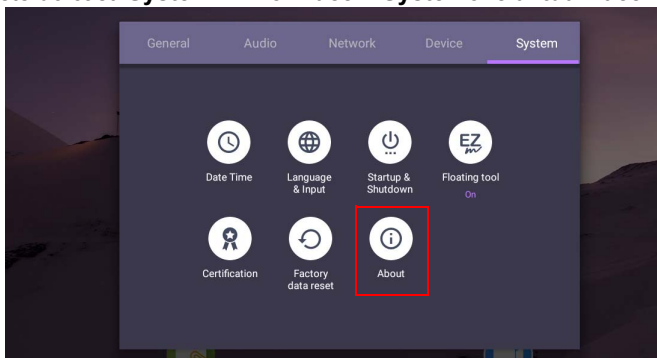 General Audio Network Device System
Date Time Language & Input Startup & Shutdown Floating tool
On
Certification Factory data reset About